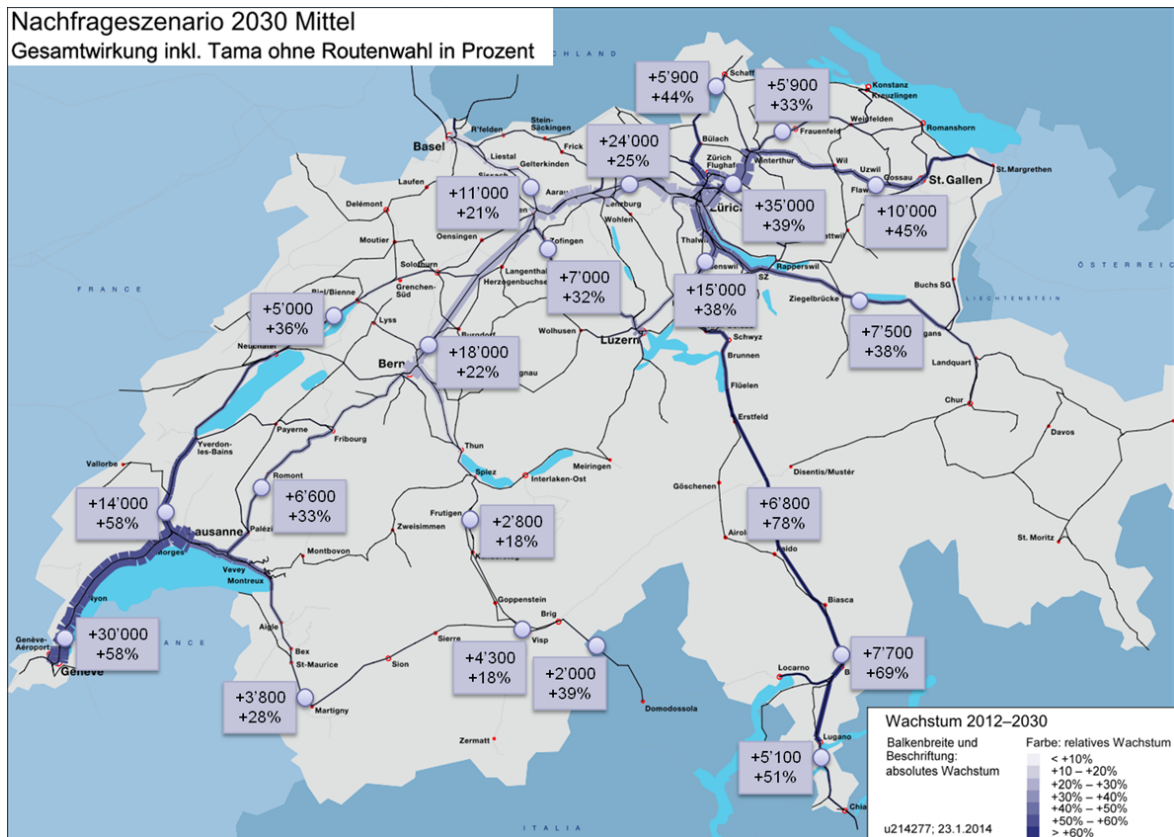 Nachfrageszenario 2030 Mittel
Gesamtwirkung inkl. Tama ohne Routenwahl in Prozent
Konstanz
Kreuzlingen
+5’900
+44%
+5’900
+33%
Weinfelden
Romanshorn
Frauenfeld
R’felden
Stein-
Säckingen
Frick
Basel
Bülach
+24’000
+25%
Liestal
Gelterkinden
Zürich
Flughafen
Winterthur
Wil
Uzwil
Gossau
St. Gallen
St. Margrethen
Laufen
+11’000
+21%
Lenzburg
Wohlen
+35’000
+39%
+10’000
+45%
Delémont
Moutier
Oensingen
Zofingen
Thalwil
Rapperswil
SZ
ÖSTERREICH
FRANCE
Solothurn
Grenchen-
Süd
Langenthal
Herzogenbuchsee
+7’000
+32%
+15’000
+38%
Ziegelbrücke
Buchs SG
LIECHTENSTEIN
Biel/Bienne
+5’000
+36%
Lyss
Burgdorf
Wolhusen
Luzern
Schwyz
Brunnen
+7’500
+38%
Neuchâtel
Bern
+18’000
+22%
Landquart
Flüelen
Chur
Erstfeld
Payerne
Fribourg
Davos
Yverdon-
les-Bains
Thun
Vallorbe
Spiez
Interlaken-Ost
Meiringen
Disentis/Mustér
Romont
Göschenen
+14’000
+58%
+6’600
+33%
Frutigen
+2’800
+18%
+6’800
+78%
Lausanne
Zweisimmen
Airolo
St. Moritz
Morges
Montbovon
Faido
Vevey
Montreux
Nyon
Goppenstein
Brig
Biasca
Aigle
Genève-
Aéroport
+30’000
+58%
Bex
St-Maurice
Sierre
Visp
Sion
+7’700
+69%
Genève
+4’300
+18%
+2’000
+39%
Locarno
+3’800
+28%
Martigny
Domodossola
Zermatt
Lugano
+5’100
+51%
ITALIA
Wachstum 2012–2030
Balkenbreite und
Beschriftung:
absolutes Wachstum
Farbe: relatives Wachstum
< +10%
+10 – +20%
+20% – +30%
+30% – +40%
+40% – +50%
+50% – +60%
> +60%
u214277; 23.1.2014